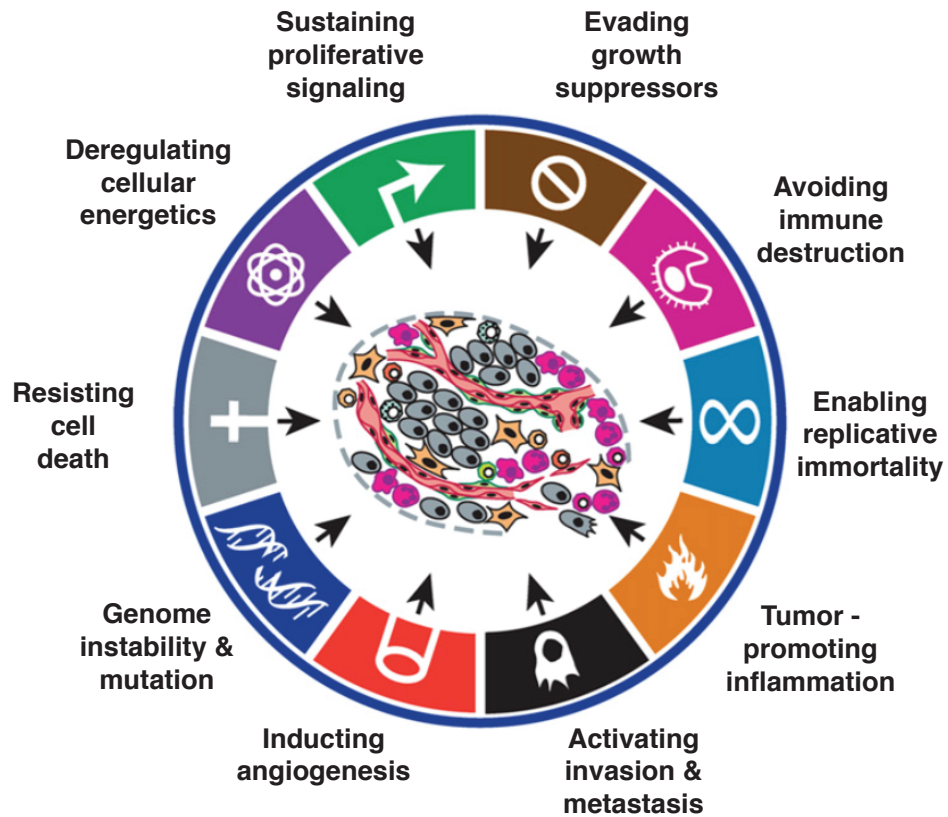 Sustaining
proliferative
signaling
Evading
growth
suppressors
Avoiding
immune
destruction
Enabling
replicative
immortality
Tumor -
promoting
inflammation
Activating
invasion &
metastasis
Inducting
angiogenesis
Genome
instability &
mutation
Resisting
cell
death
Deregulating
cellular
energetics